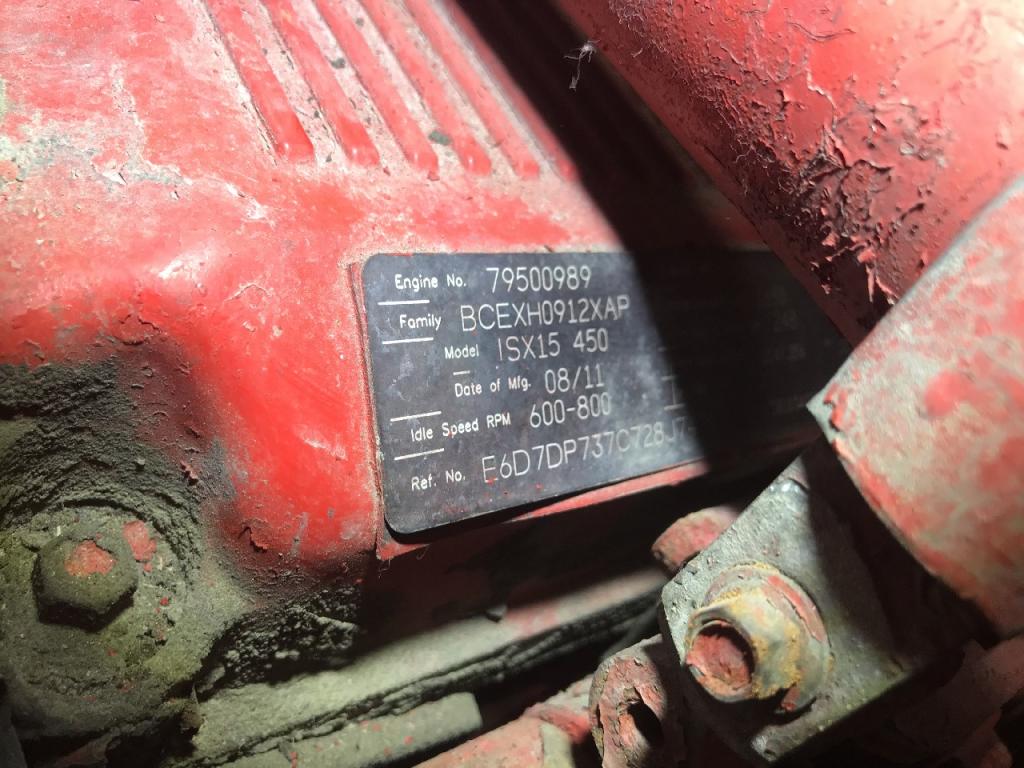 Engine No. 79500989
Family BCEXH0912XAP
Model ISX15 450
Date of Mfg. 08/11
Idle Speed RPM 600-800
Ref. No. E6D7DP737C728J7